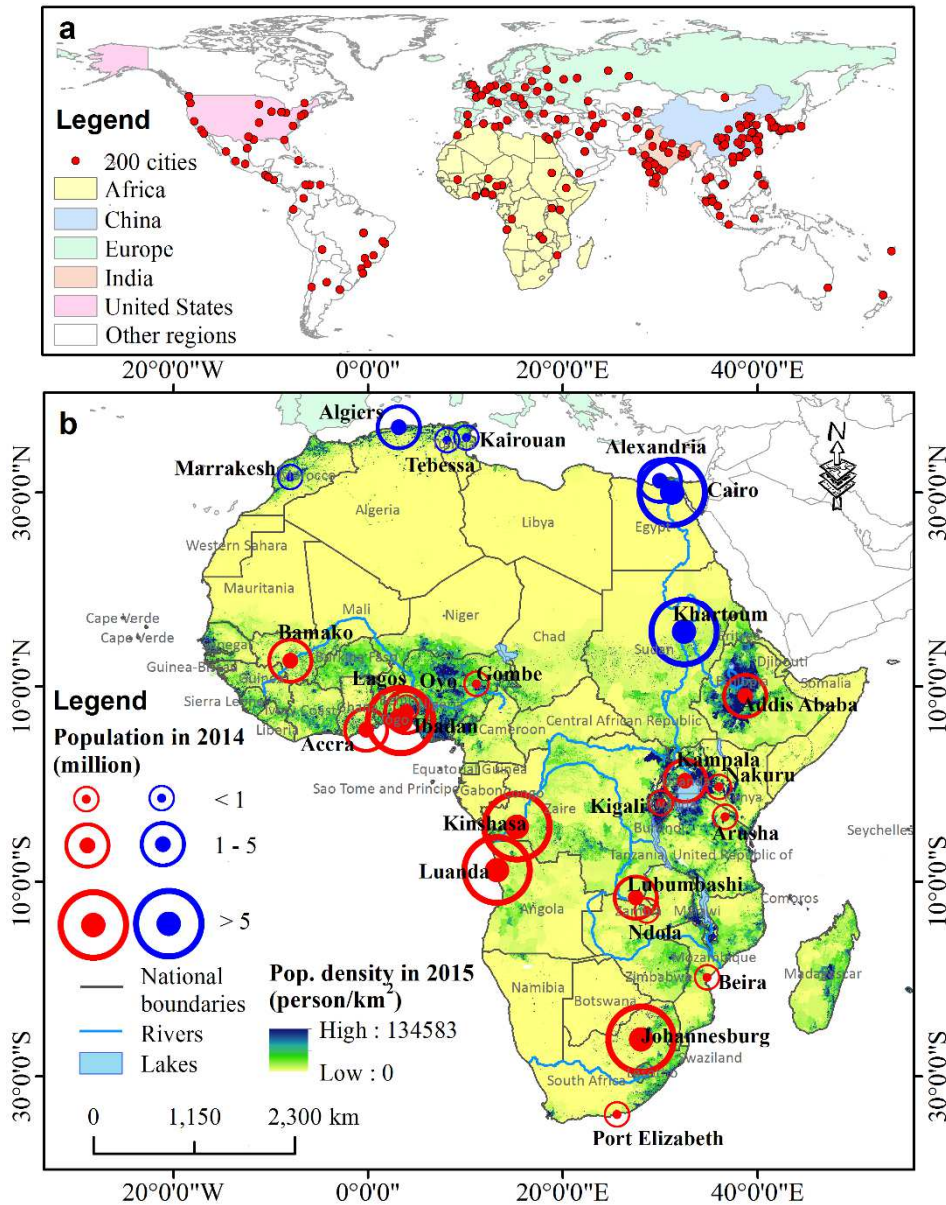 a
Legend
200 cities
Africa
China
Europe
India
United States
Other regions
20°0'0"W 0°0'0" 20°0'0"E 40°0'0"E
b
N
30°0'0"N
10°0'0"N
10°0'0"S
30°0'0"S
30°0'0"N
10°0'0"N
10°0'0"S
30°0'0"S
Algiers
Tebessa
Kairouan
Alexandria
Cairo
Marrakesh
Algeria
Libya
Egypt
Western Sahara
Mauritania
Mali
Niger
Chad
Sudan
Khartoum
Cape Verde
Cape Verde
Bamako
Guinea-Bissau
Sierra Leone
Liberia
Lagos
Oyo
Gombe
Ibadan
Accra
Cameroon
Central African Republic
Djibouti
Somalia
Addis Ababa
Equatorial Guinea
Sao Tome and Principe
Gabon
Zaire
Kampala
Nakuru
Kigali
Arusha
Kinshasa
Seychelles
Tanzania, United Republic of
Luanda
Lubumbashi
Comoros
Angola
Ndola
Mozambique
Zimbabwe
Beira
Madagascar
Namibia
Botswana
Johannesburg
Swaziland
South Africa
Port Elizabeth
Legend
Population in 2014
(million)
< 1
1 - 5
> 5
National
boundaries
Rivers
Lakes
Pop. density in 2015
(person/km²)
High : 134583
Low : 0
0 1,150 2,300 km
20°0'0"W 0°0'0" 20°0'0"E 40°0'0"E